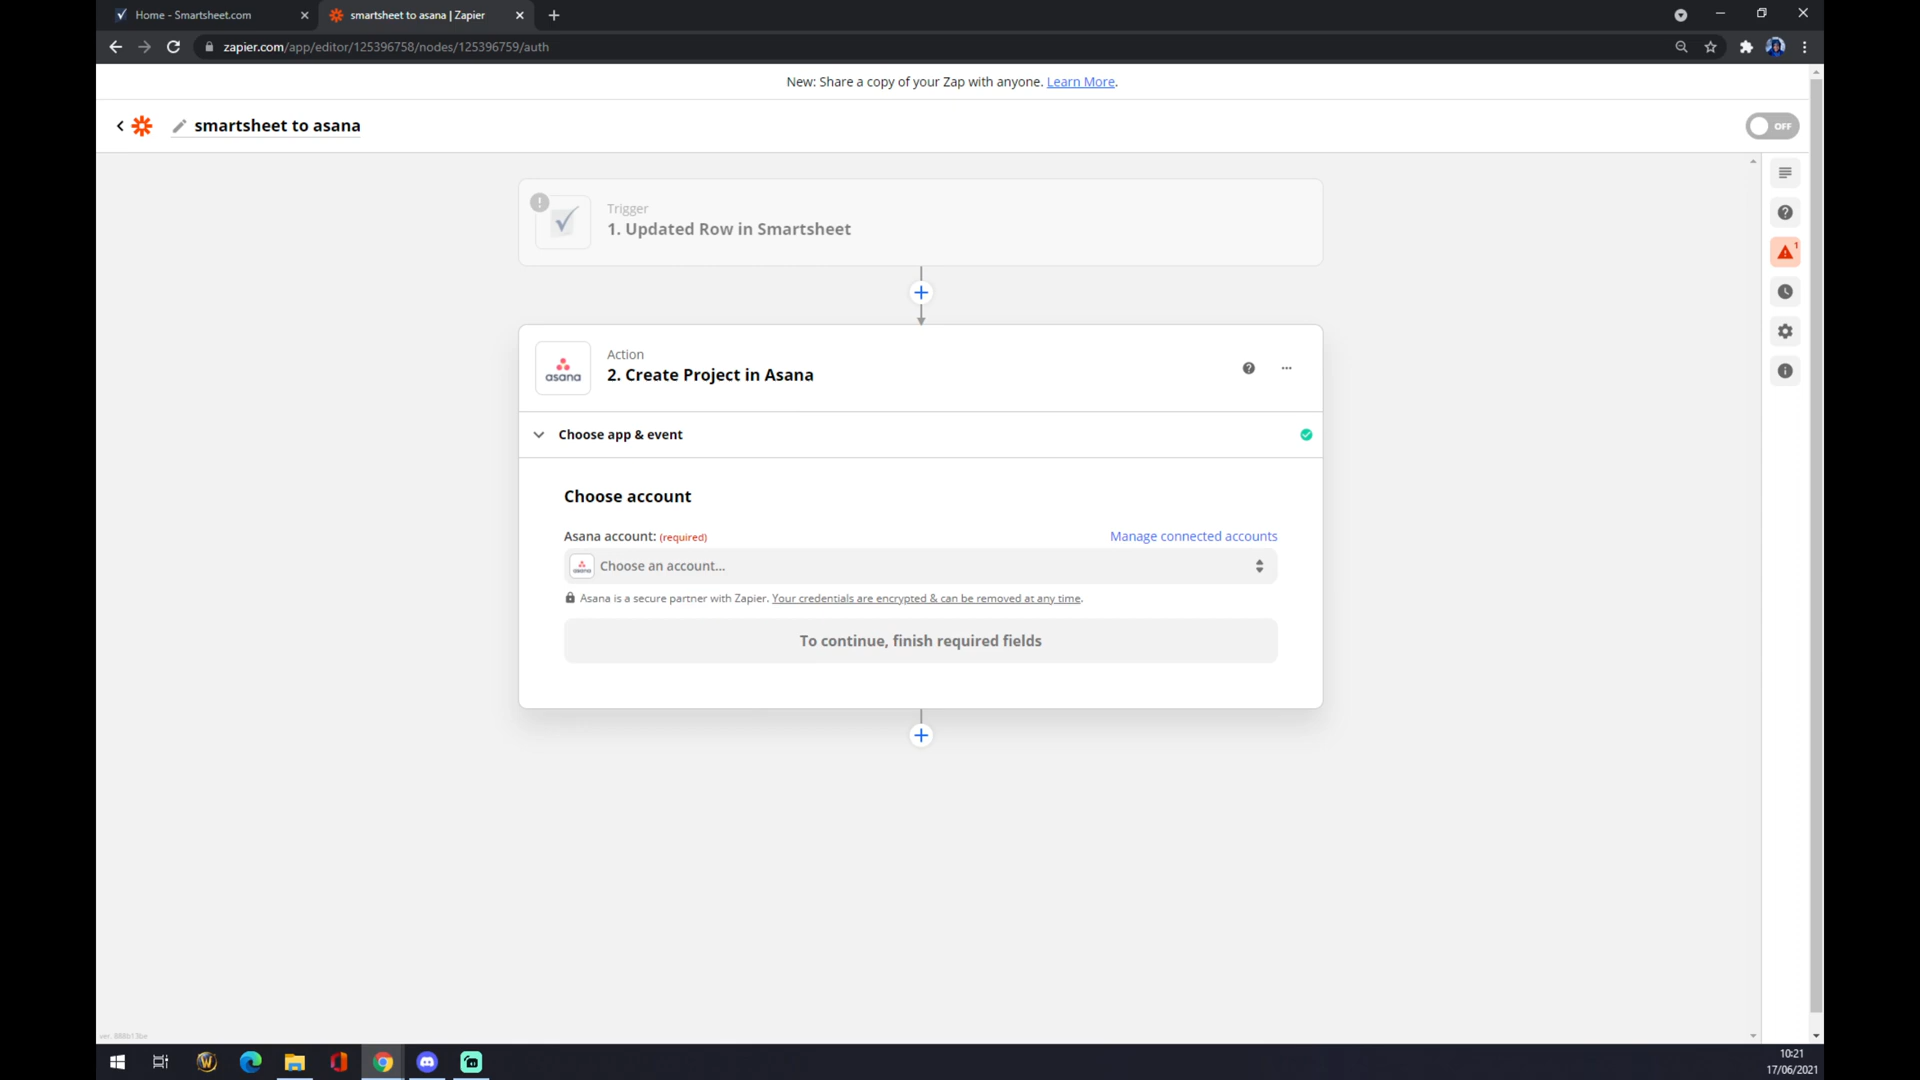 Home - Smartsheet.com
smartsheet to asana | Zapier
zapier.com/app/editor/125396758/nodes/125396759/auth
New: Share a copy of your Zap with anyone. Learn More.
smartsheet to asana
OFF
Trigger
1. Updated Row in Smartsheet
1
asana
Action
2. Create Project in Asana
Choose app & event
Choose account
Asana account: (required)
Manage connected accounts
asana
Choose an account...
Asana is a secure partner with Zapier. Your credentials are encrypted & can be removed at any time.
To continue, finish required fields
10:21
17/06/2021